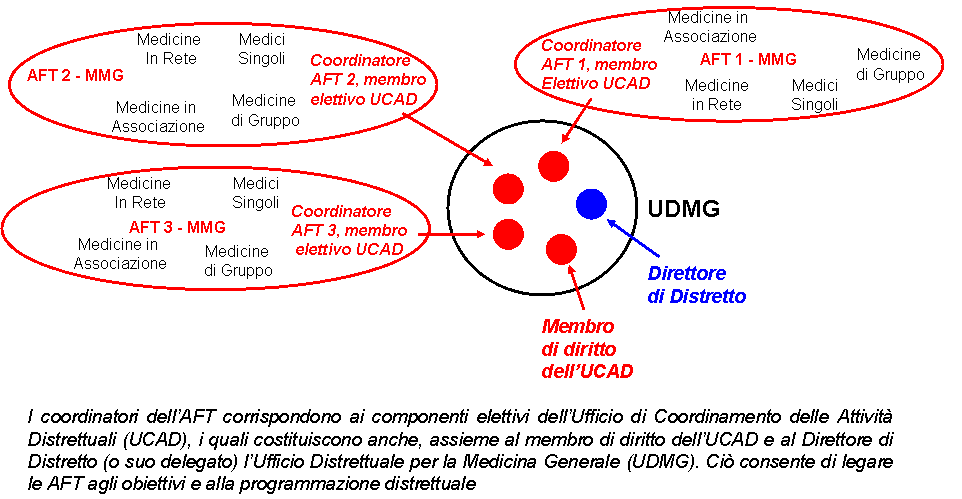 Medicine
In Rete
Medici
Singoli
AFT 2 - MMG
Coordinatore
AFT 2, membro
elettivo UCAD
Medicine in
Associazione
Medicine
di Gruppo
Medicine in
Associazione
Coordinatore
AFT 1, membro
Elettivo UCAD
AFT 1 - MMG
Medicine
di Gruppo
Medicine
in Rete
Medici
Singoli
Medicine
In Rete
Medici
Singoli
AFT 3 - MMG
Coordinatore
AFT 3, membro
elettivo UCAD
Medicine in
Associazione
Medicine
di Gruppo
UDMG
Direttore
di Distretto
Membro
di diritto
dell'UCAD
I coordinatori dell'AFT corrispondono ai componenti elettivi dell'Ufficio di Coordinamento delle Attività
Distrettuali (UCAD), i quali costituiscono anche, assieme al membro di diritto dell'UCAD e al Direttore di
Distretto (o suo delegato) l'Ufficio Distrettuale per la Medicina Generale (UDMG). Ciò consente di legare
le AFT agli obiettivi e alla programmazione distrettuale